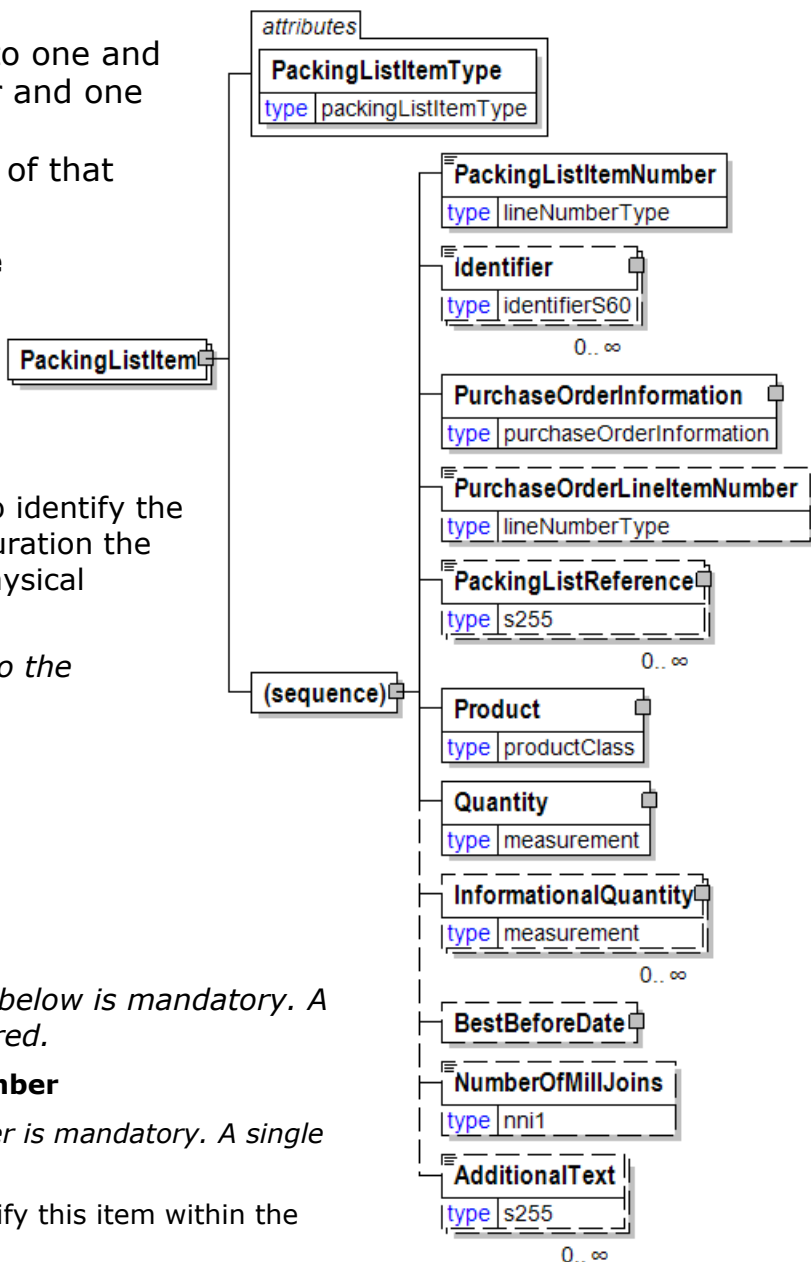 to one and
r and one
of that
e
o identify the
uration the
hysical
o the
below is mandatory. A
red.
nber
er is mandatory. A single
ify this item within the
attributes
PackingListItemType
type packingListItemType
PackingListItem
(sequence)
PackingListItemNumber
type lineNumberType
Identifier
type identifierS60
0.. ∞
PurchaseOrderInformation
type purchaseOrderInformation
PurchaseOrderLineItemNumber
type lineNumberType
PackingListReference
type s255
0.. ∞
Product
type productClass
Quantity
type measurement
InformationalQuantity
type measurement
0.. ∞
BestBeforeDate
NumberOfMillJoins
type nni1
AdditionalText
type s255
0.. ∞